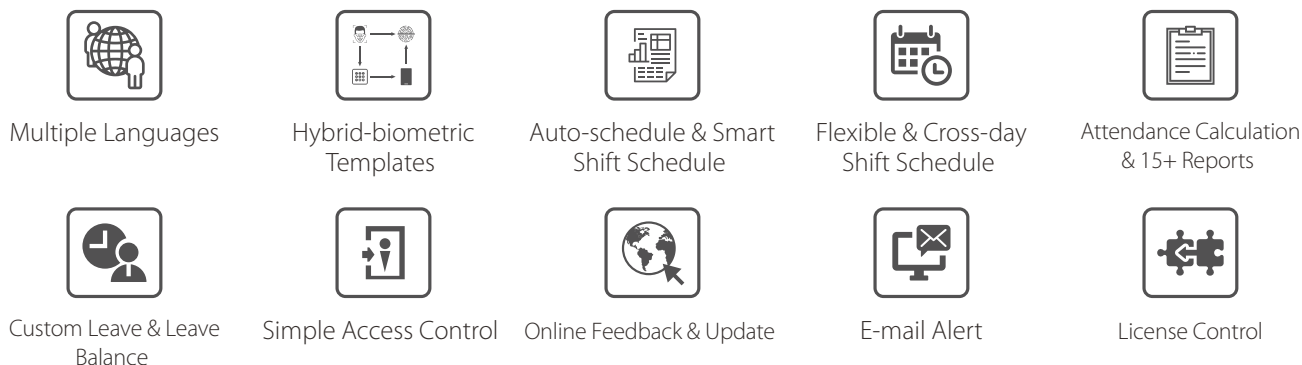 Multiple Languages
Hybrid-biometric
Templates
Auto-schedule & Smart
Shift Schedule
Flexible & Cross-day
Shift Schedule
Attendance Calculation
& 15+ Reports
Custom Leave & Leave
Balance
Simple Access Control
Online Feedback & Update
E-mail Alert
License Control